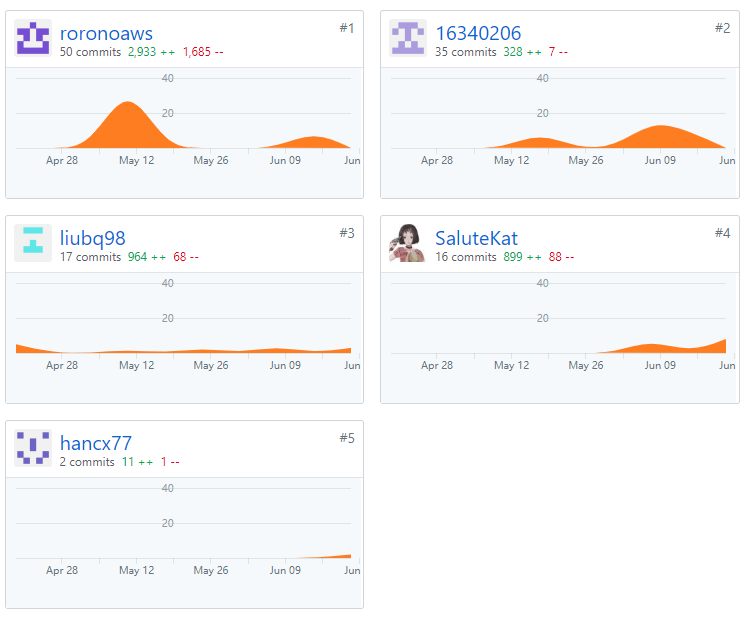 roronoaws #1
50 commits 2,933 ++ 1,685 --
40
20
Apr 28 May 12 May 26 Jun 09 Jun
16340206 #2
35 commits 328 ++ 7 --
40
20
Apr 28 May 12 May 26 Jun 09 Jun
liubq98 #3
17 commits 964 ++ 68 --
40
20
Apr 28 May 12 May 26 Jun 09 Jun
SaluteKat #4
16 commits 899 ++ 88 --
40
20
Apr 28 May 12 May 26 Jun 09 Jun
hancx77 #5
2 commits 11 ++ 1 --
40
20
Apr 28 May 12 May 26 Jun 09 Jun